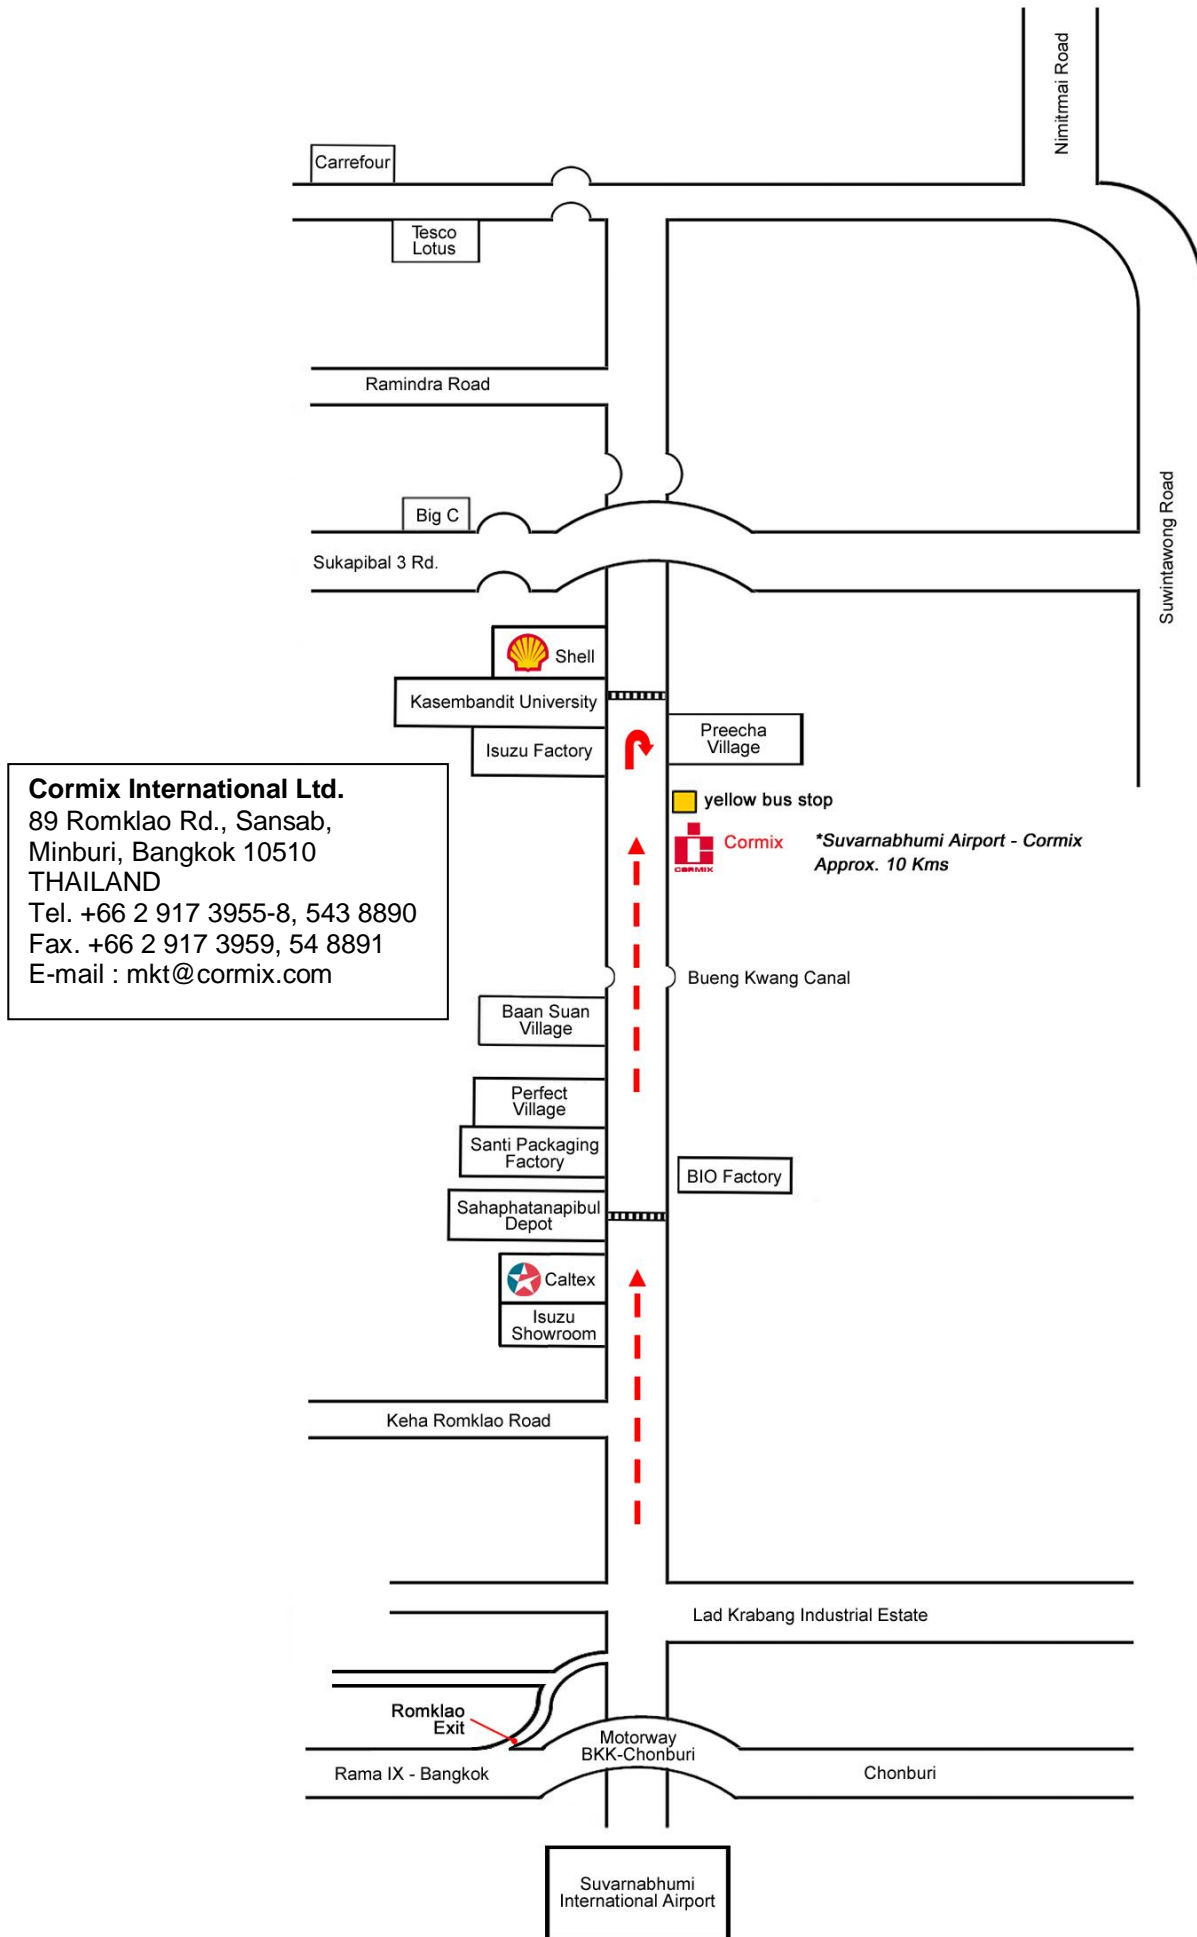 Nimitrmai Road
Carrefour
Tesco
Lotus
Ramindra Road
Big C
Sukapibal 3 Rd.
Suwintawong Road
Shell
Kasembandit University
Isuzu Factory
Preecha
Village
yellow bus stop
Cormix
CORMIX
*Suvarnabhumi Airport - Cormix
Approx. 10 Kms
Cormix International Ltd.
89 Romklao Rd., Sansab,
Minburi, Bangkok 10510
THAILAND
Tel. +66 2 917 3955-8, 543 8890
Fax. +66 2 917 3959, 54 8891
E-mail : mkt@cormix.com
Bueng Kwang Canal
Baan Suan
Village
Perfect
Village
Santi Packaging
Factory
BIO Factory
Sahaphatanapibul
Depot
Caltex
Isuzu
Showroom
Keha Romklao Road
Lad Krabang Industrial Estate
Romklao
Exit
Motorway
BKK-Chonburi
Rama IX - Bangkok
Chonburi
Suvarnabhumi
International Airport